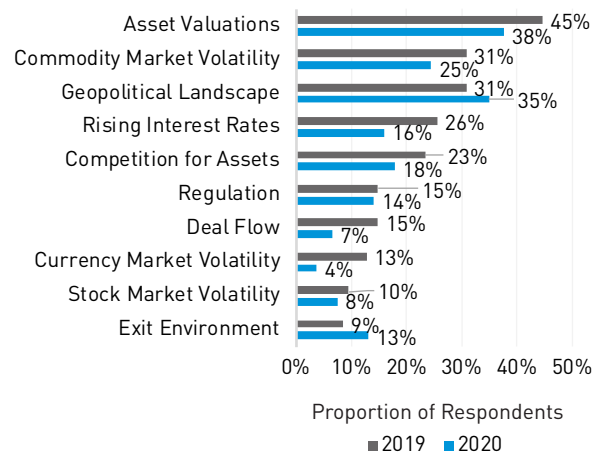 Asset Valuations
45%
38%
Commodity Market Volatility
31%
25%
Geopolitical Landscape
31%
35%
Rising Interest Rates
26%
16%
Competition for Assets
23%
18%
Regulation
15%
14%
Deal Flow
15%
7%
Currency Market Volatility
13%
4%
Stock Market Volatility
10%
8%
Exit Environment
9%
13%
0% 10% 20% 30% 40% 50%
Proportion of Respondents
2019 2020